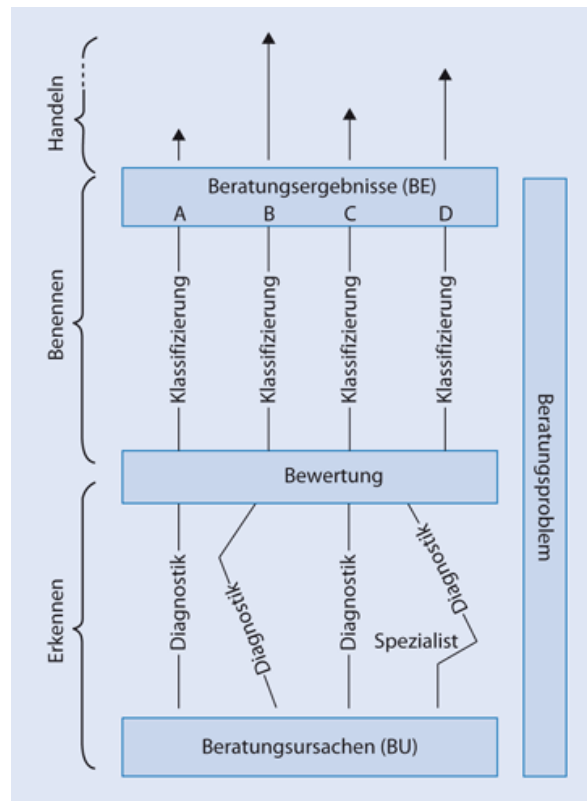 Handeln
Beratungsergebnisse (BE)
A B C D
Benennen
Klassifizierung
Klassifizierung
Klassifizierung
Klassifizierung
Bewertung
Beratungsproblem
Erkennen
Diagnostik
Diagnostik
Diagnostik
Diagnostik
Spezialist
Beratungsursachen (BU)